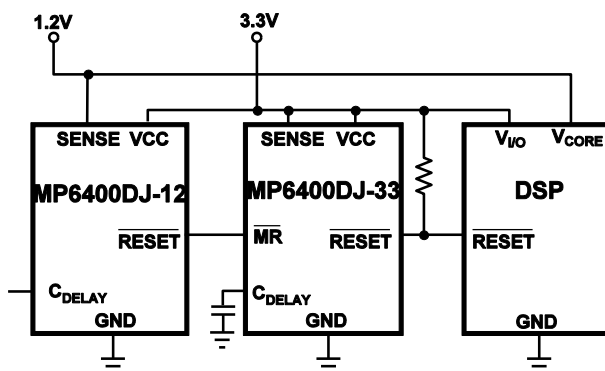 1.2V
3.3V
SENSE VCC
MP6400DJ-12
RESET
CDELAY
GND
SENSE VCC
MP6400DJ-33
MR
RESET
CDELAY
GND
VI/O
VCORE
DSP
RESET
GND